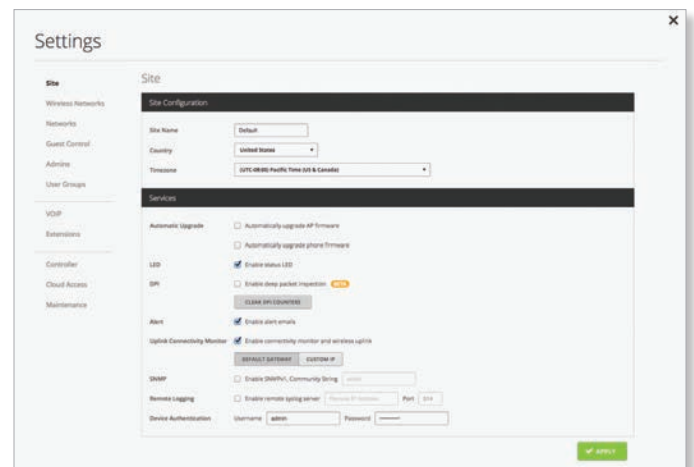 Settings
Site
Wireless Networks
Networks
Guest Control
Admins
User Groups
VOIP
Extensions
Controller
Cloud Access
Maintenance
Site
Site Configuration
Site Name Default
Country United States
Timezone (UTC-08:00) Pacific Time (US & Canada)
Services
Automatic Upgrade Automatically upgrade AP firmware
Automatically upgrade phone firmware
LED Enable status LED
DPI Enable deep packet inspection BETA
CLEAR DPI COUNTERS
Alert Enable alert emails
Uplink Connectivity Monitor Enable connectivity monitor and wireless uplink
DEFAULT GATEWAY CUSTOM IP
SNMP Enable SNMPv1, Community String
Remote Logging Enable remote syslog server Remote IP Address Port 514
Device Authentication Username admin Password
APPLY